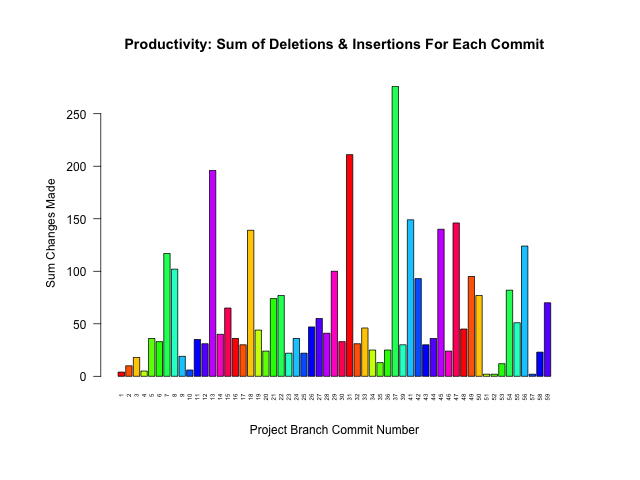 Productivity: Sum of Deletions & Insertions For Each Commit
250
200
150
100
50
0
Sum Changes Made
1 2 3 4 5 6 7 8 9 10 11 12 13 14 15 16 17 18 19 20 21 22 23 24 25 26 27 28 29 30 31 32 33 34 35 36 37 39 41 42 43 44 45 46 47 48 49 50 51 52 53 54 55 56 57 58 59
Project Branch Commit Number